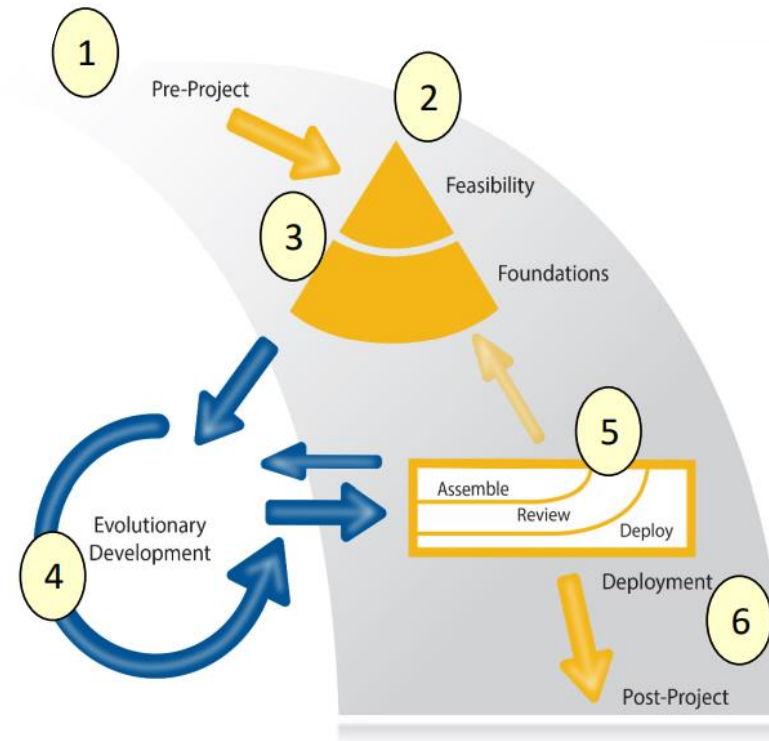 1
Pre-Project
2
Feasibility
3
Foundations
5
Assemble
Review
Deploy
Evolutionary
Development
4
Deployment
6
Post-Project